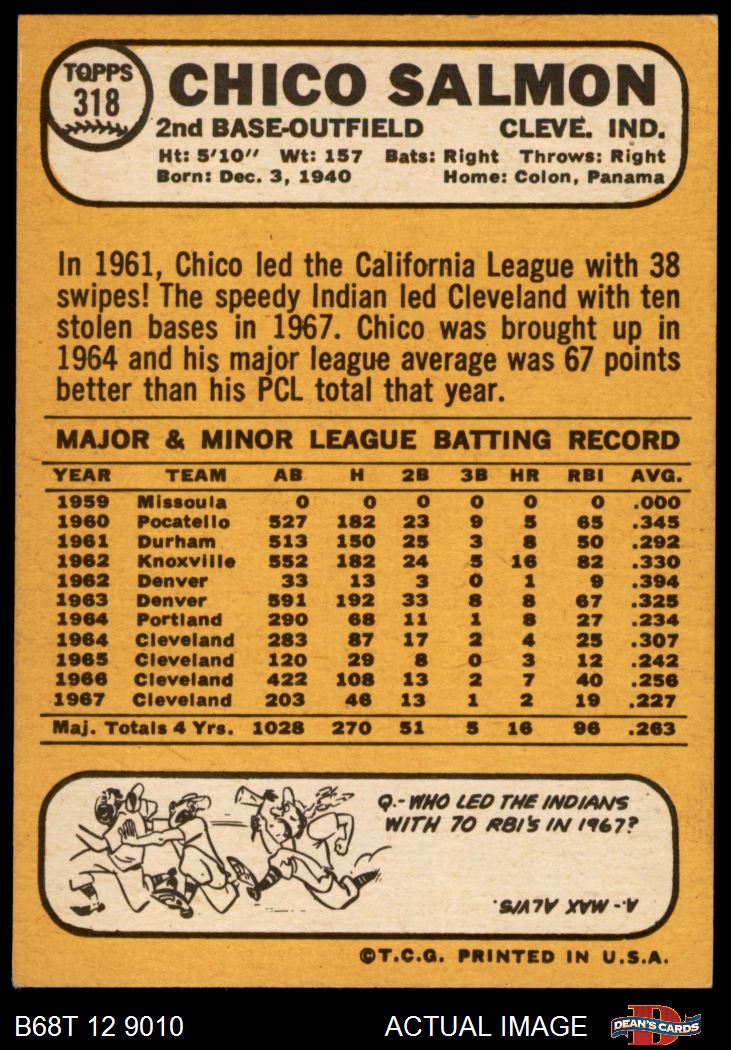 TOPPS
318
CHICO SALMON
2nd BASE-OUTFIELD CLEVE. IND.
Ht: 5'10" Wt: 157 Bats: Right Throws: Right
Born: Dec. 3, 1940 Home: Colon, Panama
In 1961, Chico led the California League with 38
swipes! The speedy Indian led Cleveland with ten
stolen bases in 1967. Chico was brought up in
1964 and his major league average was 67 points
better than his PCL total that year.
MAJOR & MINOR LEAGUE BATTING RECORD
YEAR TEAM AB H 2B 3B HR RBI AVG.
1959 Missoula 0 0 0 0 0 0 .000
1960 Pocatello 527 182 23 9 5 65 .345
1961 Durham 513 150 25 3 8 50 .292
1962 Knoxville 552 182 24 5 16 82 .330
1962 Denver 33 13 3 0 1 9 .394
1963 Denver 591 192 33 8 8 67 .325
1964 Portland 290 68 11 1 8 27 .234
1964 Cleveland 283 87 17 2 4 25 .307
1965 Cleveland 120 29 8 0 3 12 .242
1966 Cleveland 422 108 13 2 7 40 .256
1967 Cleveland 203 46 13 1 2 19 .227
Maj. Totals 4 Yrs. 1028 270 51 5 16 96 .263
Q.-WHO LED THE INDIANS
WITH 70 RBI'S IN 1967?
A.- MAX ALVIS.
©T.C.G. PRINTED IN U.S.A.
B68T 12 9010 ACTUAL IMAGE
D
DEAN'S CARDS